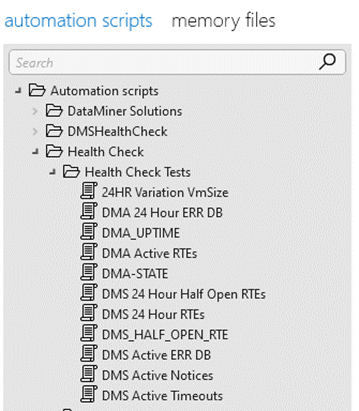 automation scripts memory files
Search
Automation scripts
DataMiner Solutions
DMSHealthCheck
Health Check
Health Check Tests
24HR Variation VmSize
DMA 24 Hour ERR DB
DMA_UPTIME
DMA Active RTEs
DMA-STATE
DMS 24 Hour Half Open RTEs
DMS 24 Hour RTEs
DMS_HALF_OPEN_RTE
DMS Active ERR DB
DMS Active Notices
DMS Active Timeouts